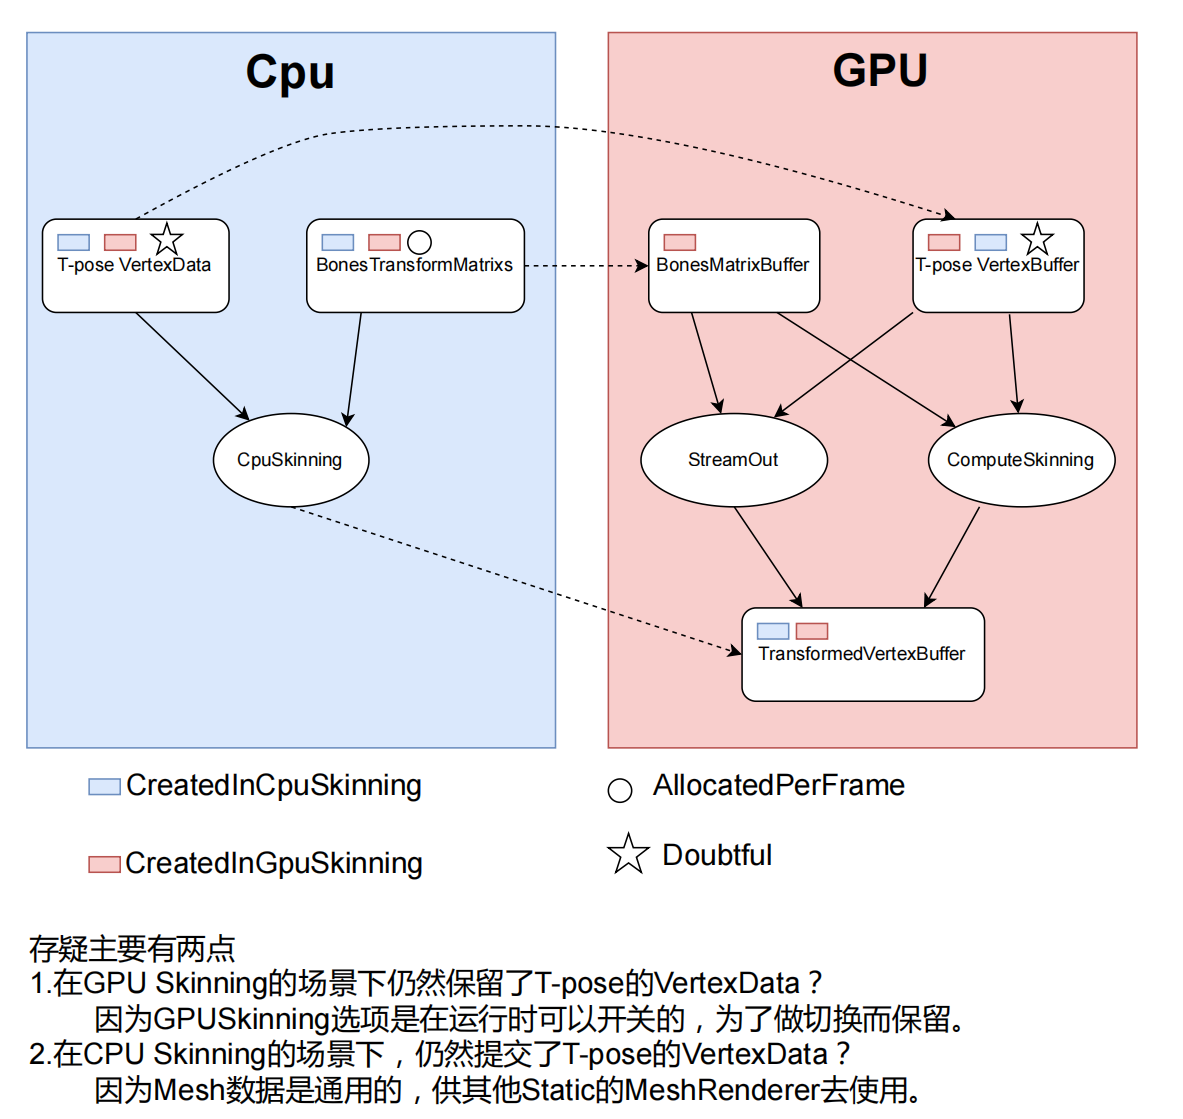 Cpu
GPU
T-pose VertexData
BonesTransformMatrixs
BonesMatrixBuffer
T-pose VertexBuffer
CpuSkinning
StreamOut
ComputeSkinning
TransformedVertexBuffer
CreatedInCpuSkinning
AllocatedPerFrame
CreatedInGpuSkinning
Doubtful
存疑主要有两点
1.在GPU Skinning的场景下仍然保留了T-pose的VertexData？
因为GPUSkinning选项是在运行时可以开关的，为了做切换而保留。
2.在CPU Skinning的场景下，仍然提交了T-pose的VertexData？
因为Mesh数据是通用的，供其他Static的MeshRenderer去使用。